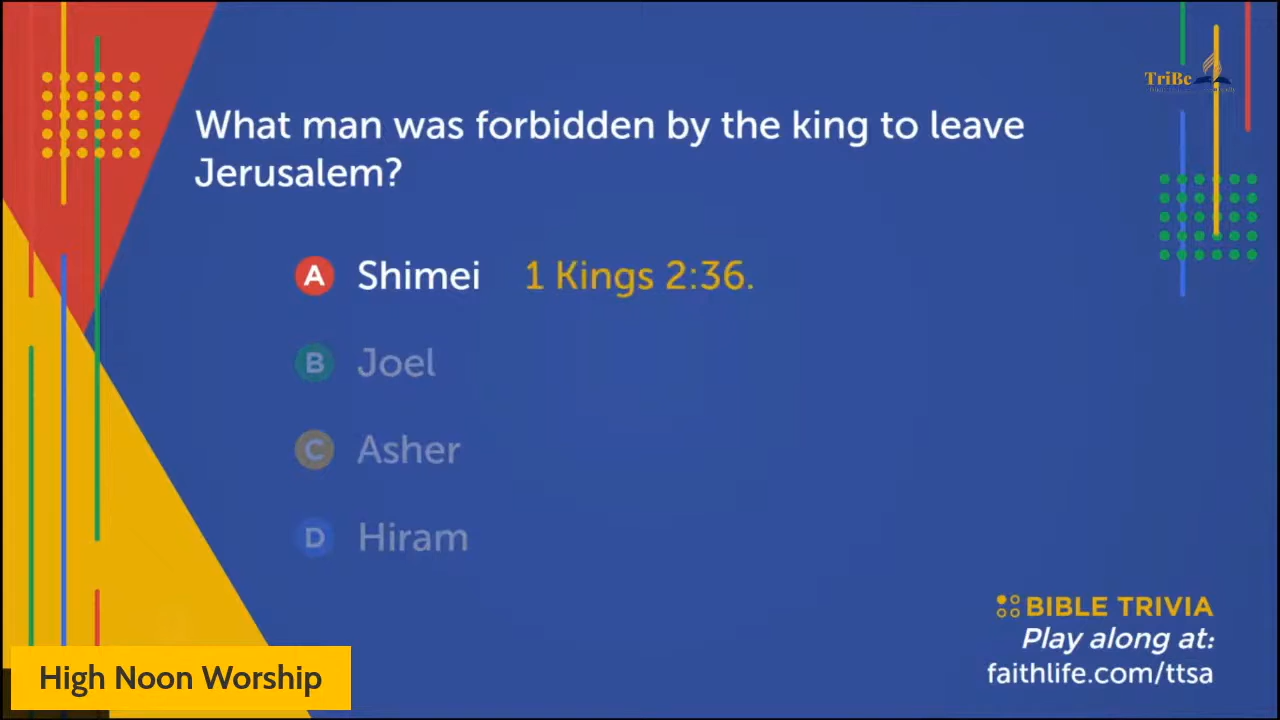 TriBe
What man was forbidden by the king to leave
Jerusalem?
A Shimei 1 Kings 2:36.
B Joel
C Asher
D Hiram
BIBLE TRIVIA
Play along at:
faithlife.com/ttsa
High Noon Worship